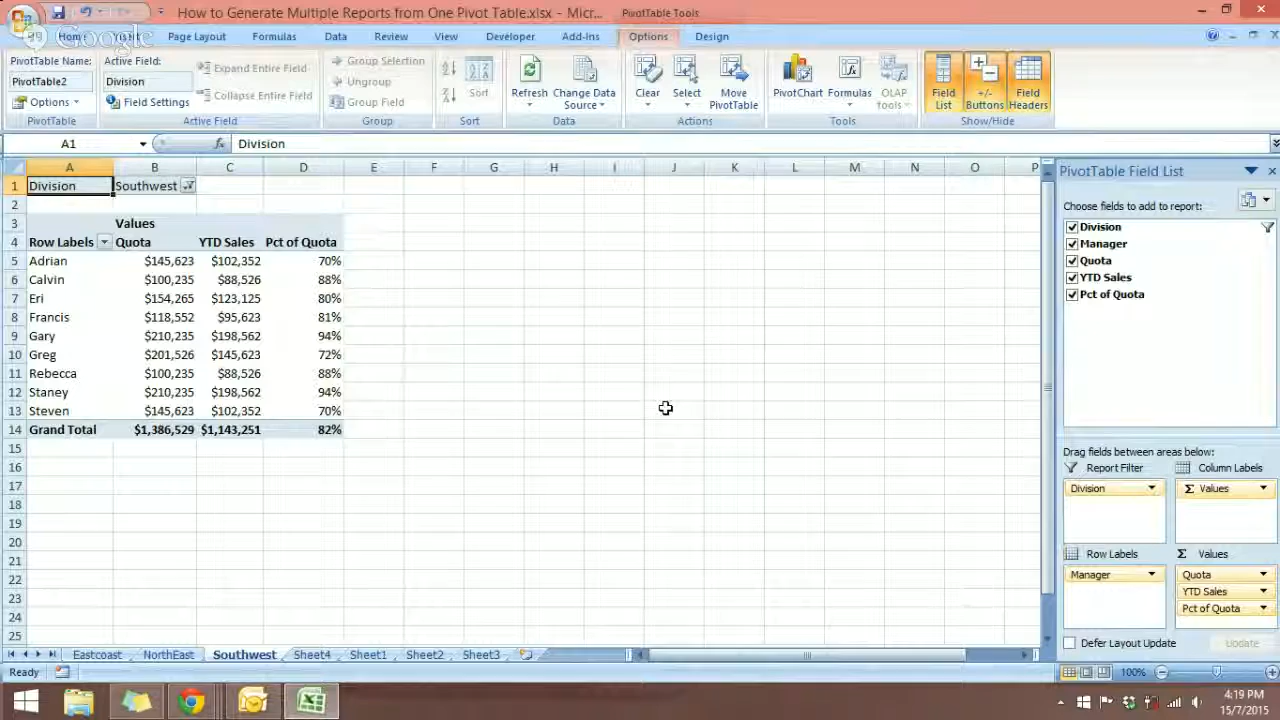 How to Generate Multiple Reports from One Pivot Table.xlsx - Micr...
PivotTable Tools
Google
Home Insert Page Layout Formulas Data Review View Developer Add-Ins Options Design
PivotTable Name:
PivotTable2
Options
PivotTable
Active Field:
Division
Field Settings
Expand Entire Field
Collapse Entire Field
Active Field
Group Selection
Ungroup
Group Field
Group
Sort
Sort
Refresh
Change Data
Source
Data
Clear
Select
Move
PivotTable
Actions
PivotChart
Formulas
OLAP
tools
Tools
Field
List
+/-
Buttons
Field
Headers
Show/Hide
A1
fx
Division
A B C D E F G H I J K L M N O P
1 Division Southwest
2
3 Values
4 Row Labels Quota YTD Sales Pct of Quota
5 Adrian $145,623 $102,352 70%
6 Calvin $100,235 $88,526 88%
7 Eri $154,265 $123,125 80%
8 Francis $118,552 $95,623 81%
9 Gary $210,235 $198,562 94%
10 Greg $201,526 $145,623 72%
11 Rebecca $100,235 $88,526 88%
12 Staney $210,235 $198,562 94%
13 Steven $145,623 $102,352 70%
14 Grand Total $1,386,529 $1,143,251 82%
15
16
17
18
19
20
21
22
23
24
25
PivotTable Field List
Choose fields to add to report:
Division
Manager
Quota
YTD Sales
Pct of Quota
Drag fields between areas below:
Report Filter
Division
Column Labels
Σ Values
Row Labels
Manager
Σ Values
Quota
YTD Sales
Pct of Quota
Defer Layout Update
Update
Eastcoast NorthEast Southwest Sheet4 Sheet1 Sheet2 Sheet3
Ready
100%
4:19 PM
15/7/2015